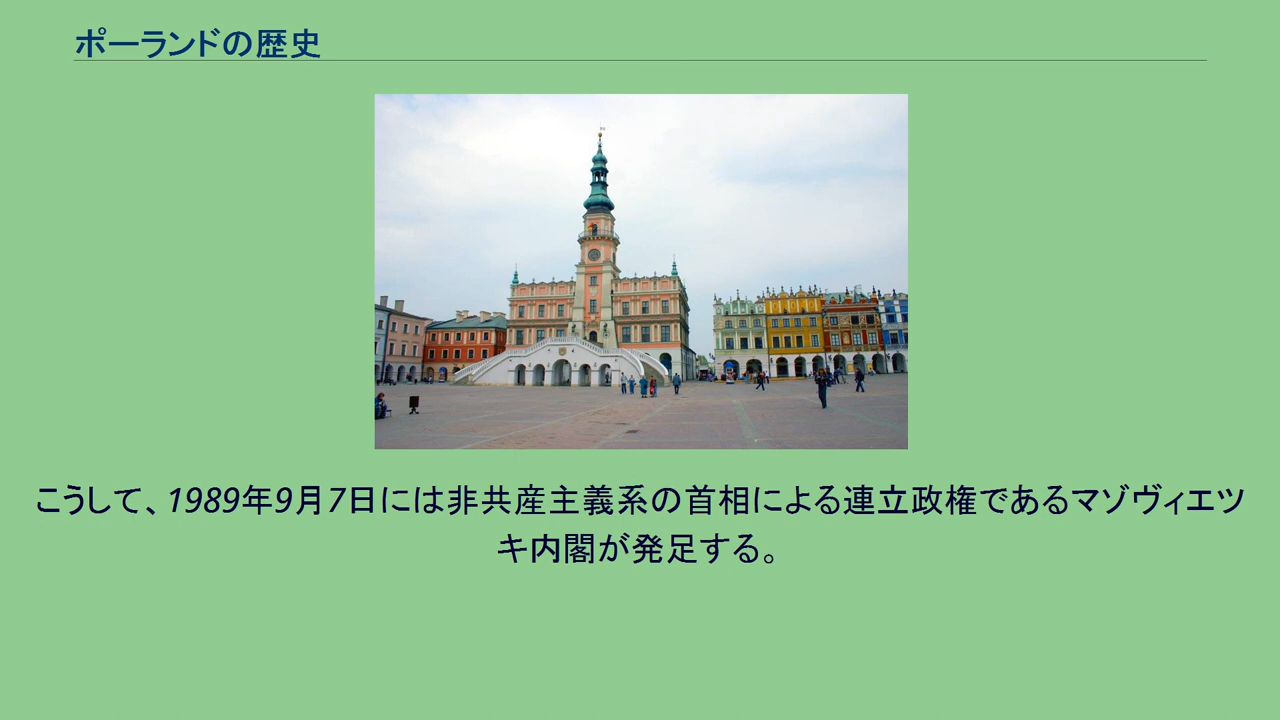 ポーランドの歴史
こうして、1989年9月7日には非共産主義系の首相による連立政権であるマゾヴィエツ
キ内閣が発足する。